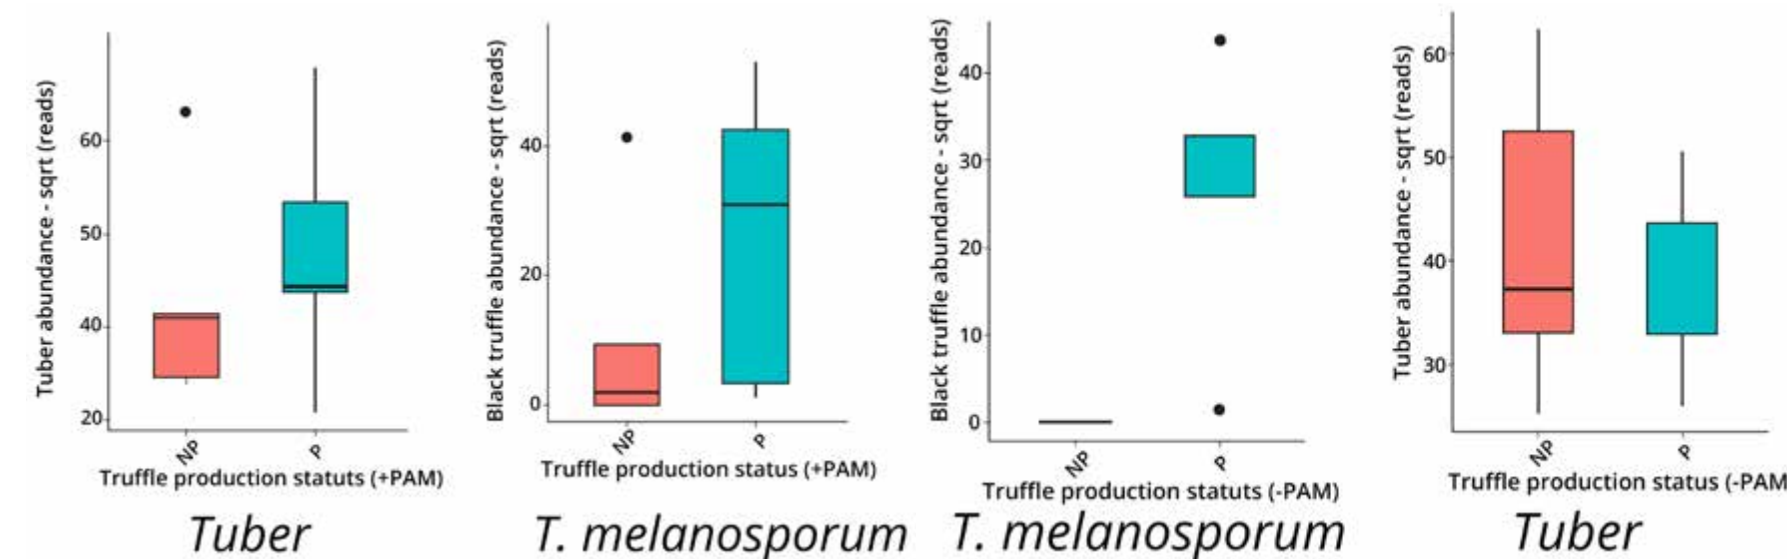 Tuber abundance - sqrt (reads)
60
50
40
20
NP
P
Truffle production statuts (+PAM)
Tuber
Black truffle abundance - sqrt (reads)
40
20
0
NP
P
Truffle production status (+PAM)
T. melanosporum
Black truffle abundance - sqrt (reads)
40
30
20
10
0
NP
P
Truffle production statuts (-PAM)
T. melanosporum
Tuber abundance - sqrt (reads)
60
50
40
30
NP
P
Truffle production status (-PAM
Tuber